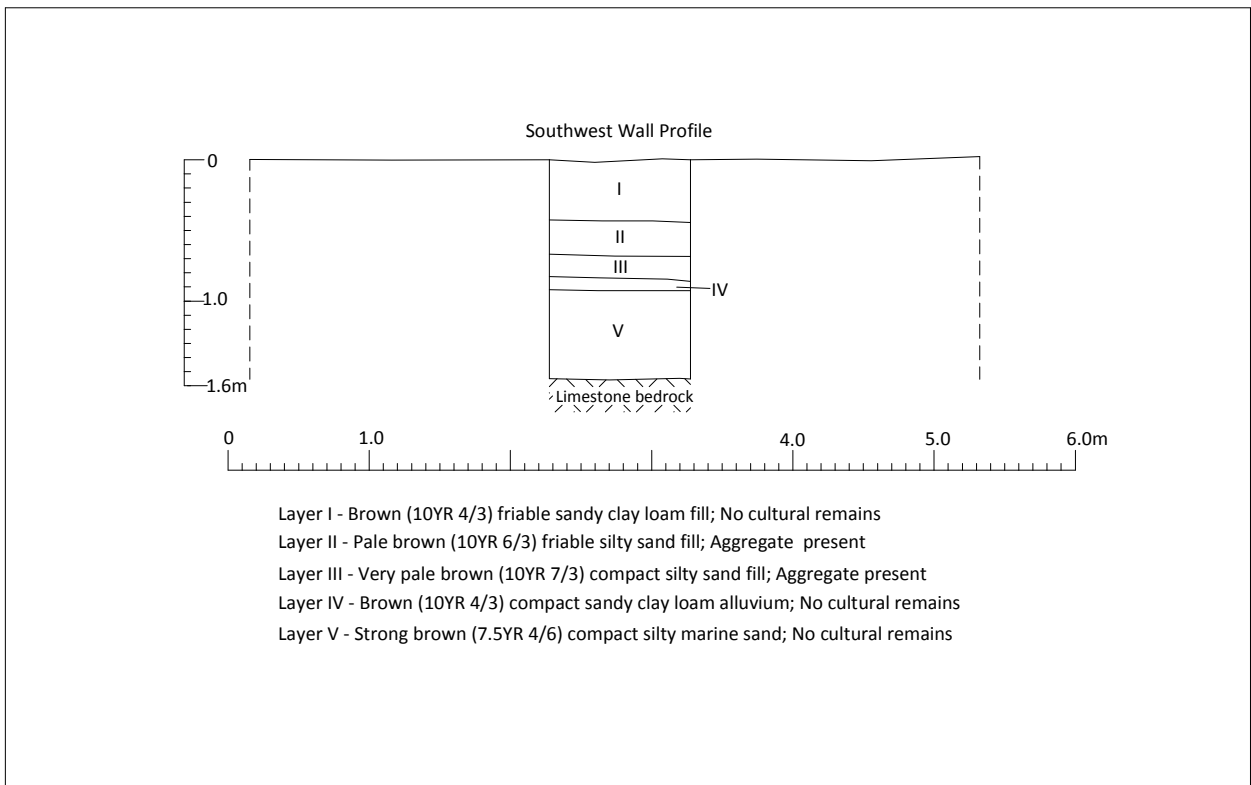 Southwest Wall Profile
0
I
II
III
IV
1.0
V
1.6m
Limestone bedrock
0 1.0 4.0 5.0 6.0m
Layer I - Brown (10YR 4/3) friable sandy clay loam fill; No cultural remains
Layer II - Pale brown (10YR 6/3) friable silty sand fill; Aggregate present
Layer III - Very pale brown (10YR 7/3) compact silty sand fill; Aggregate present
Layer IV - Brown (10YR 4/3) compact sandy clay loam alluvium; No cultural remains
Layer V - Strong brown (7.5YR 4/6) compact silty marine sand; No cultural remains